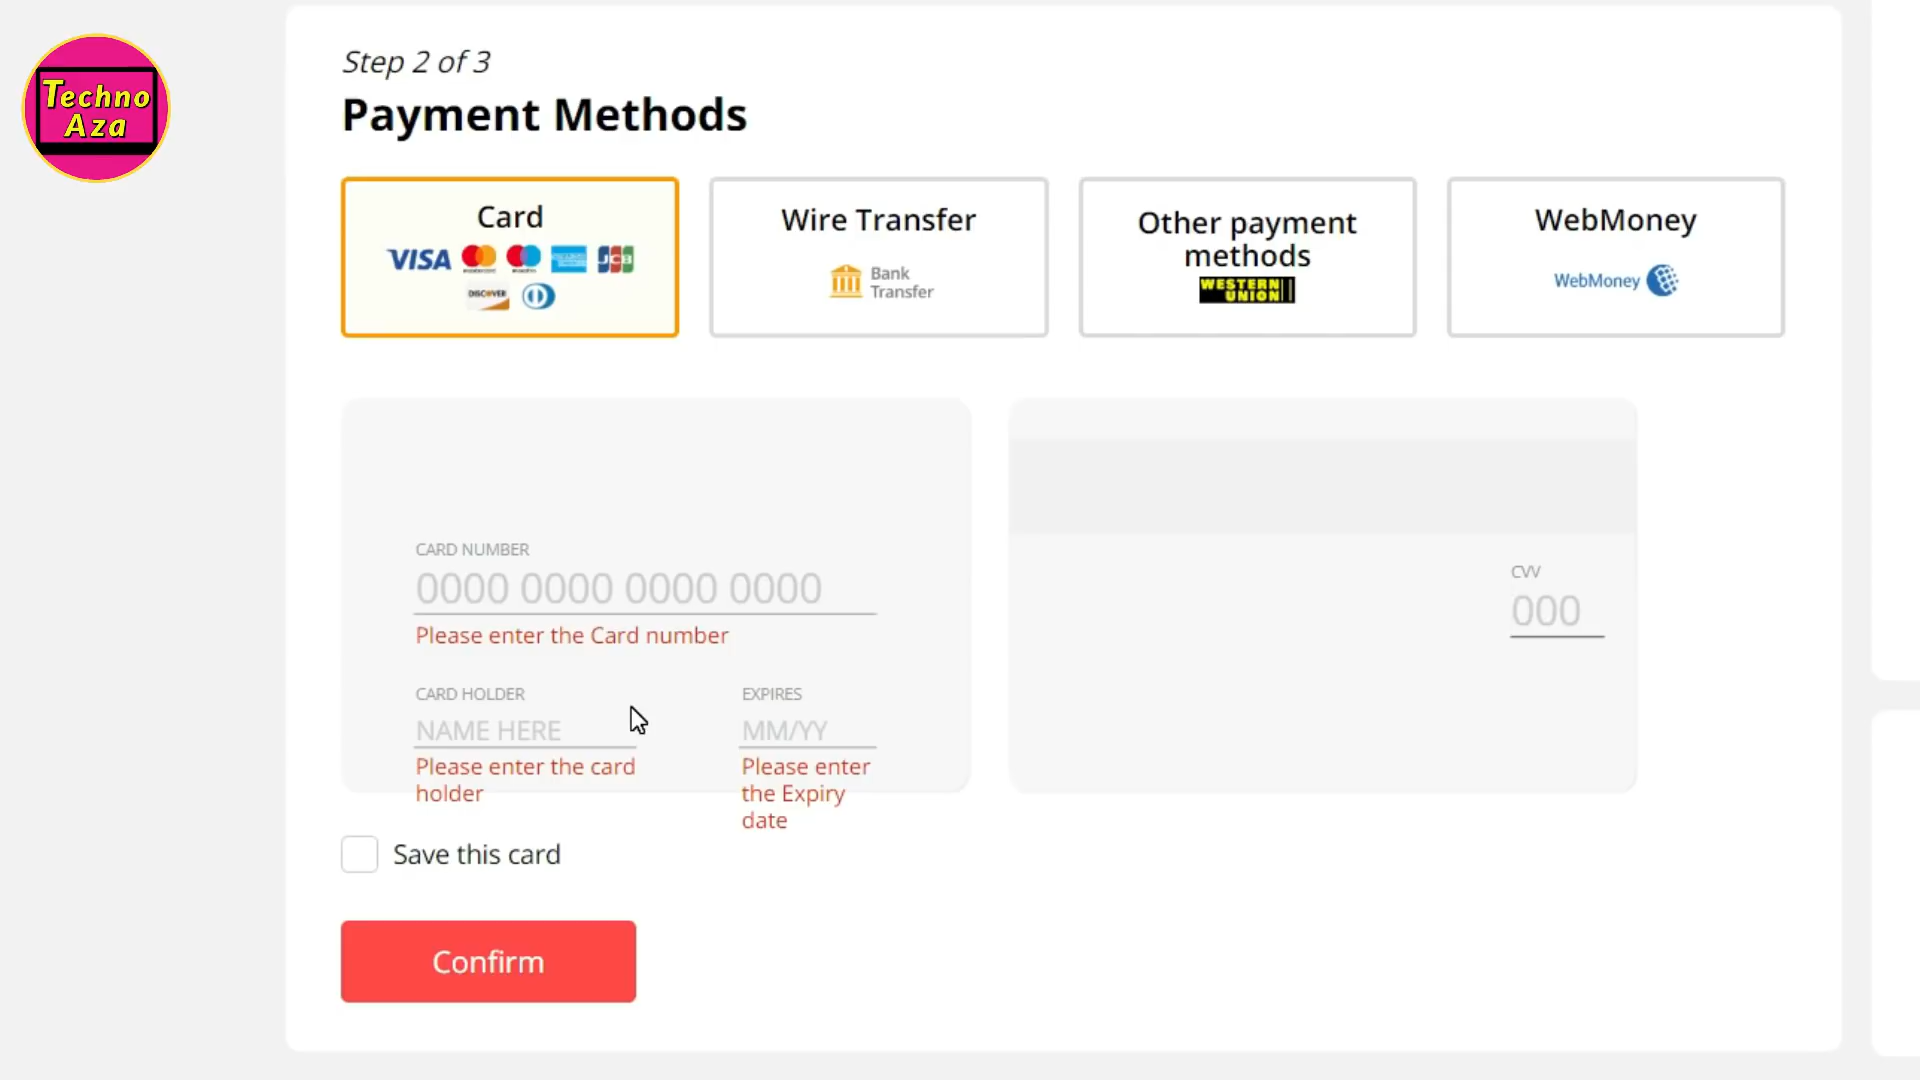 Techno
Aza
Step 2 of 3
Payment Methods
Card
VISA
JCB
DISCOVER
Wire Transfer
Bank
Transfer
Other payment
methods
WESTERN
UNION
WebMoney
WebMoney
CARD NUMBER
0000 0000 0000 0000
Please enter the Card number
CARD HOLDER
NAME HERE
Please enter the card
holder
EXPIRES
MM/YY
Please enter
the Expiry
date
CVV
000
Save this card
Confirm